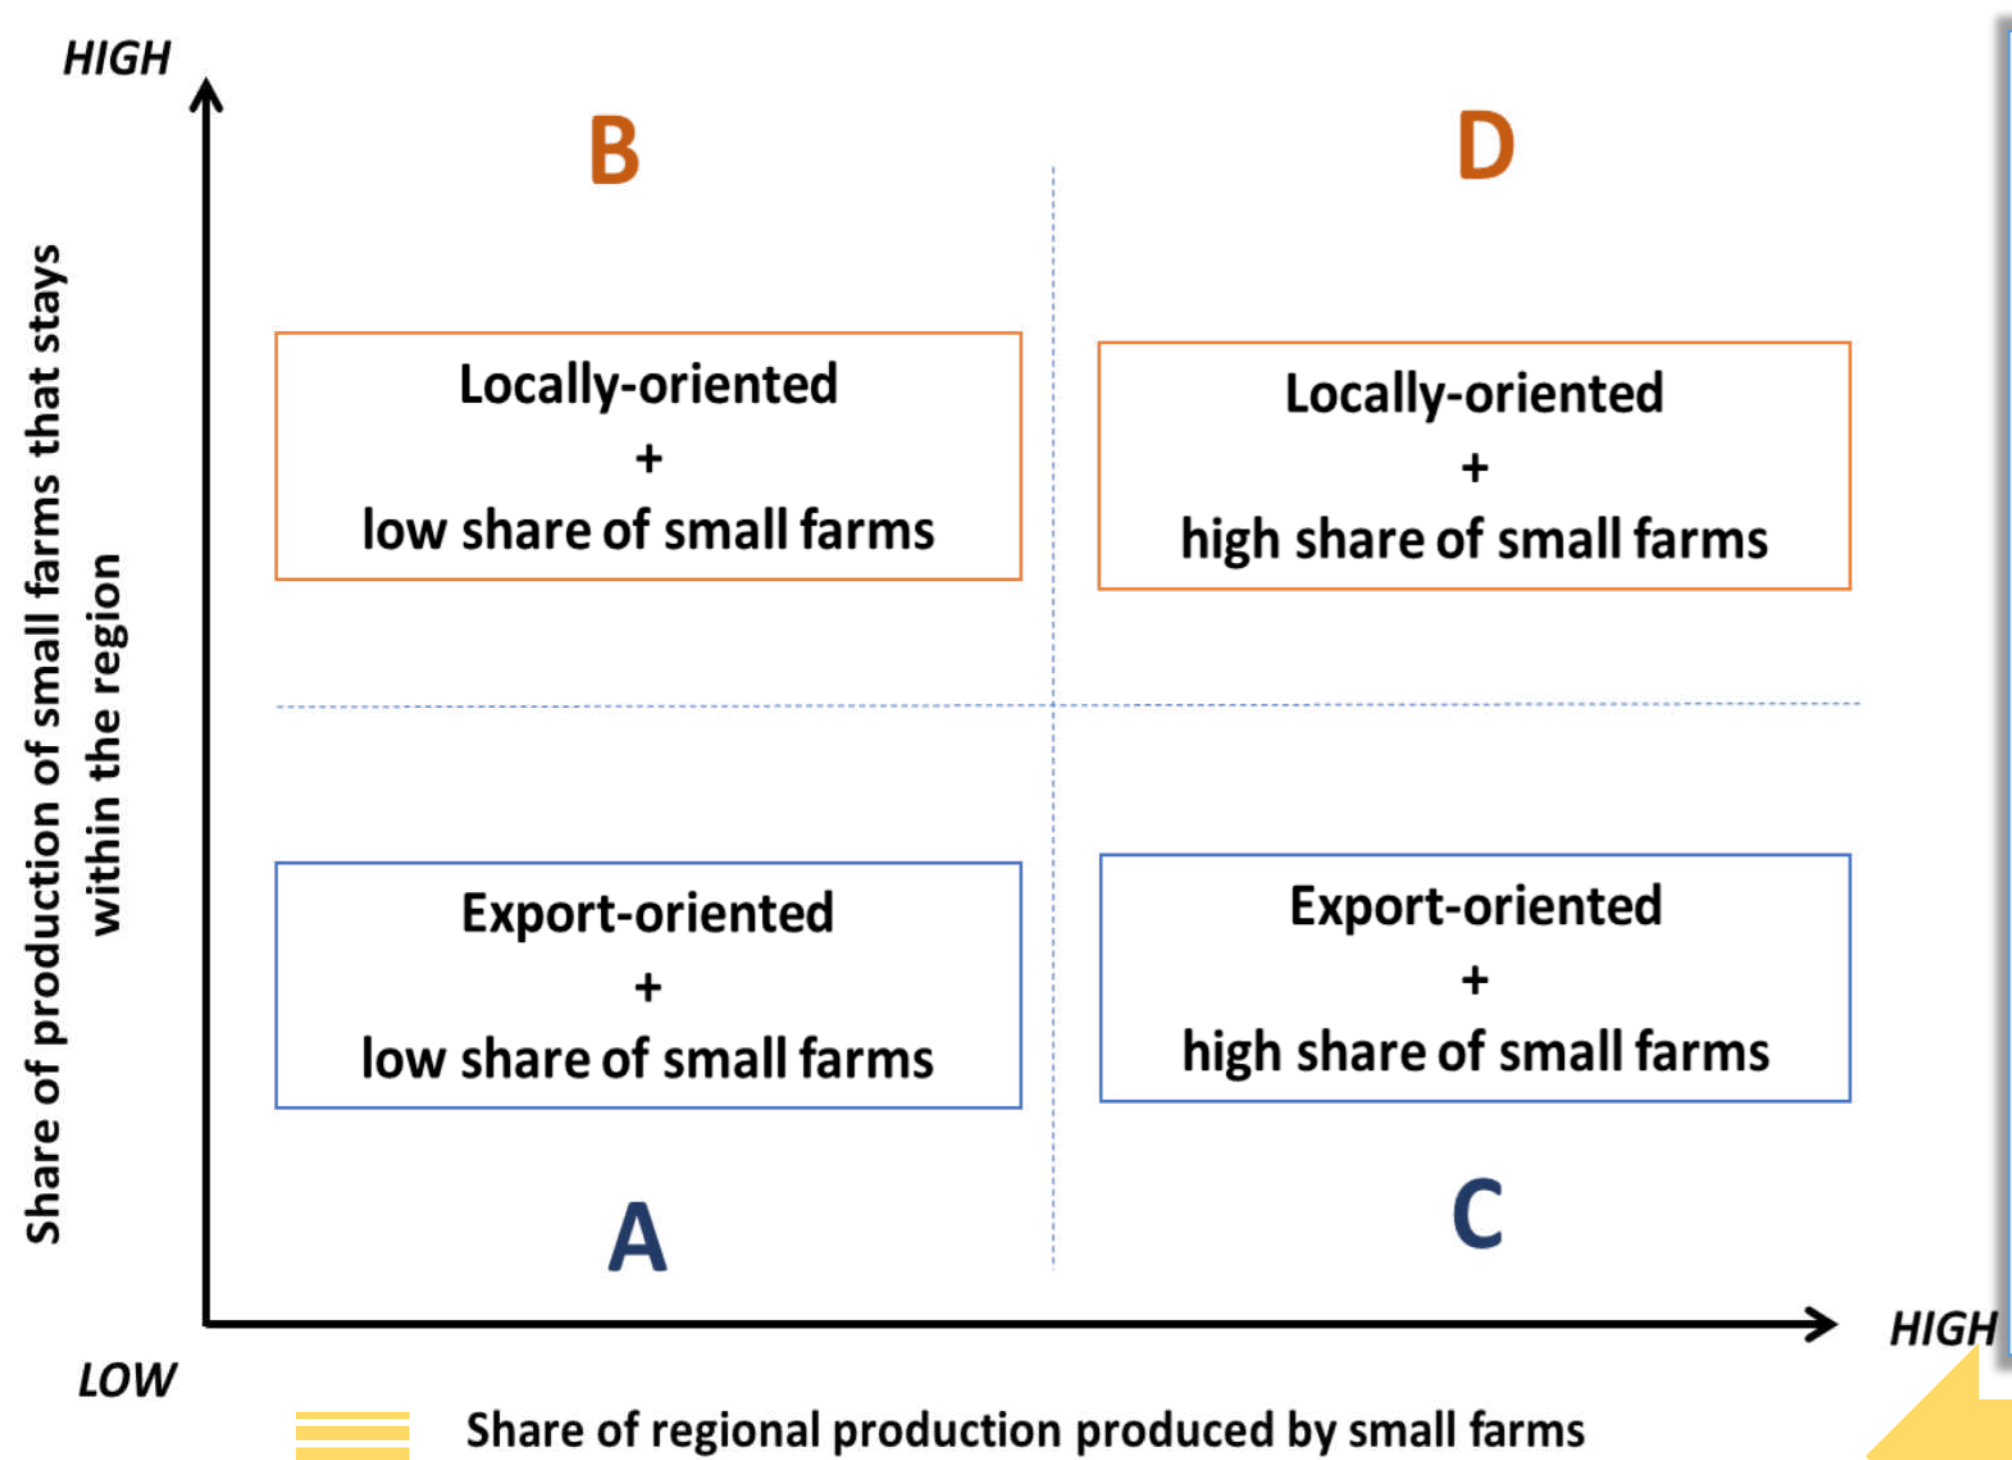 HIGH
B
D
Share of production of small farms that stays
within the region
Locally-oriented
+
low share of small farms
Locally-oriented
+
high share of small farms
Export-oriented
+
low share of small farms
Export-oriented
+
high share of small farms
A
C
HIGH
LOW
Share of regional production produced by small farms